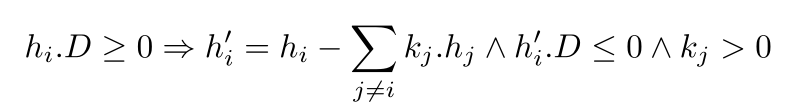 h_i.D ≥ 0 ⇒ h'_i = h_i − ∑_{j≠i} k_j.h_j ∧ h'_i.D ≤ 0 ∧ k_j > 0